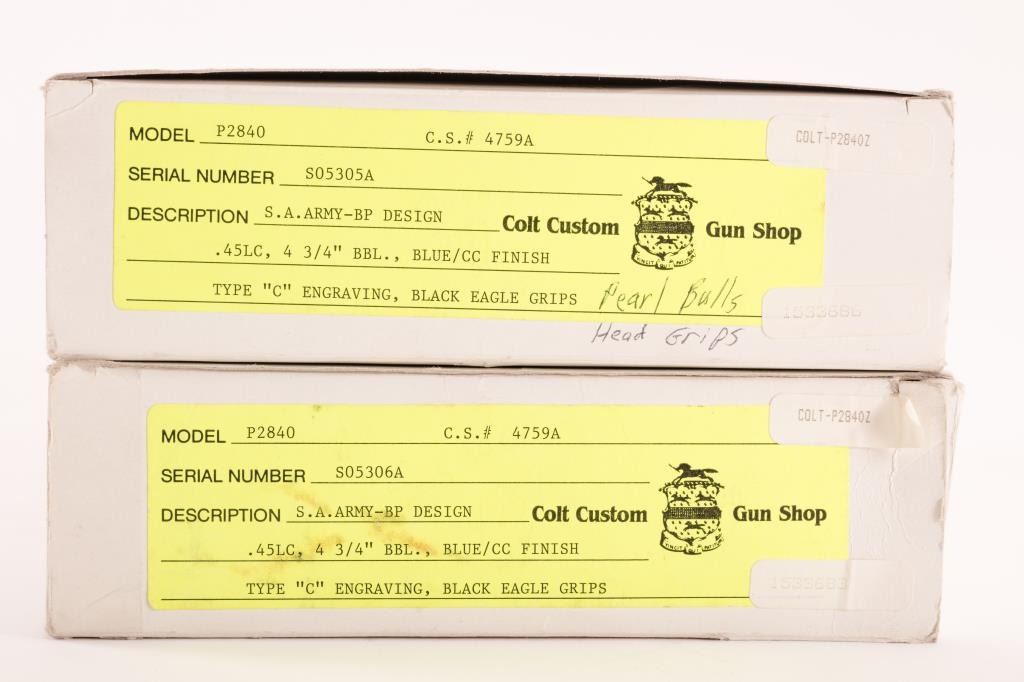 MODEL P2840 C.S.# 4759A COLT-P2840Z
SERIAL NUMBER S05305A
DESCRIPTION S.A.ARMY-BP DESIGN
Colt Custom Gun Shop
.45LC, 4 3/4" BBL., BLUE/CC FINISH
TYPE "C" ENGRAVING, BLACK EAGLE GRIPS Pearl Bulls
Head Grips
MODEL P2840 C.S.# 4759A COLT-P2840Z
SERIAL NUMBER S05306A
DESCRIPTION S.A.ARMY-BP DESIGN
Colt Custom Gun Shop
.45LC, 4 3/4" BBL., BLUE/CC FINISH
TYPE "C" ENGRAVING, BLACK EAGLE GRIPS